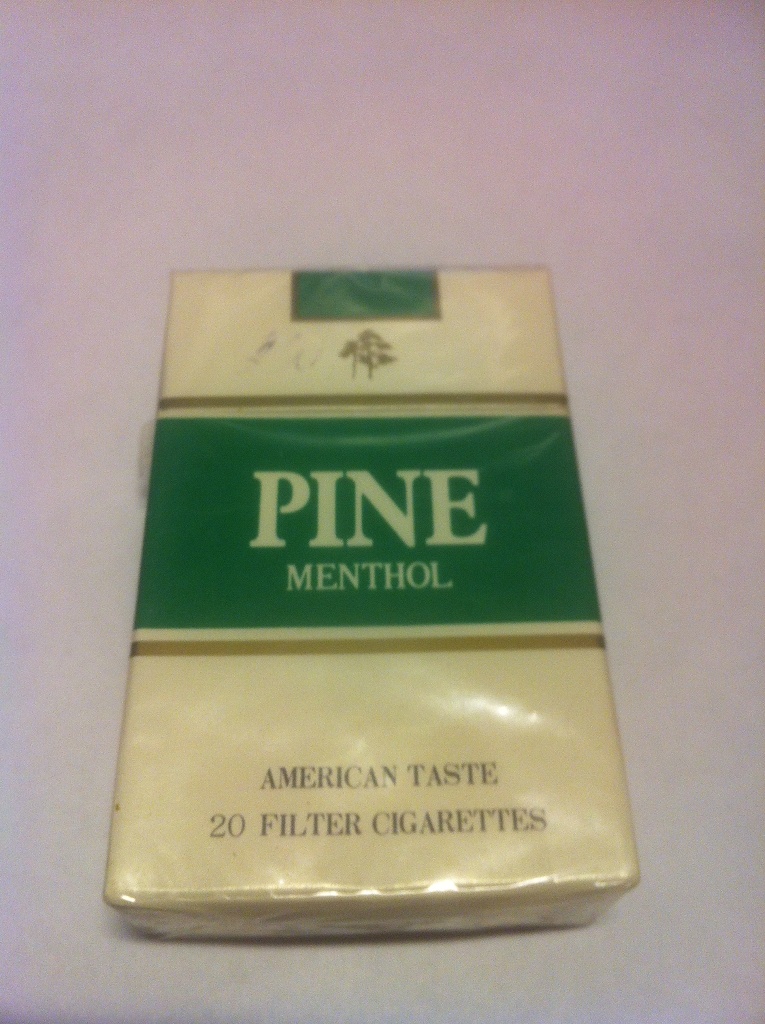 PINE
MENTHOL
AMERICAN TASTE
20 FILTER CIGARETTES